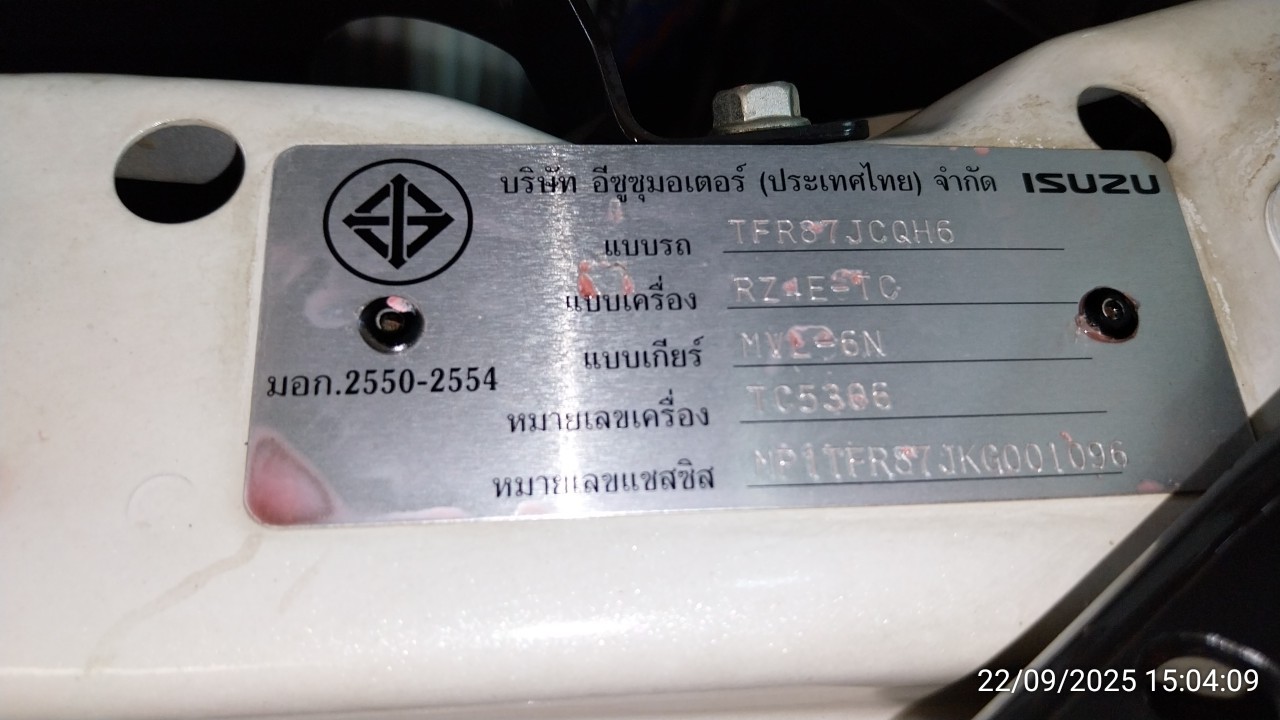 บริษัท อีซูซุมอเตอร์ (ประเทศไทย) จำกัด ISUZU
แบบรถ TFR87JCQH6
แบบเครื่อง RZ4E-TC
แบบเกียร์
มอก.2550-2554
หมายเลขเครื่อง
หมายเลขแชสซิส MP1TFR87JKG001096
22/09/2025 15:04:09